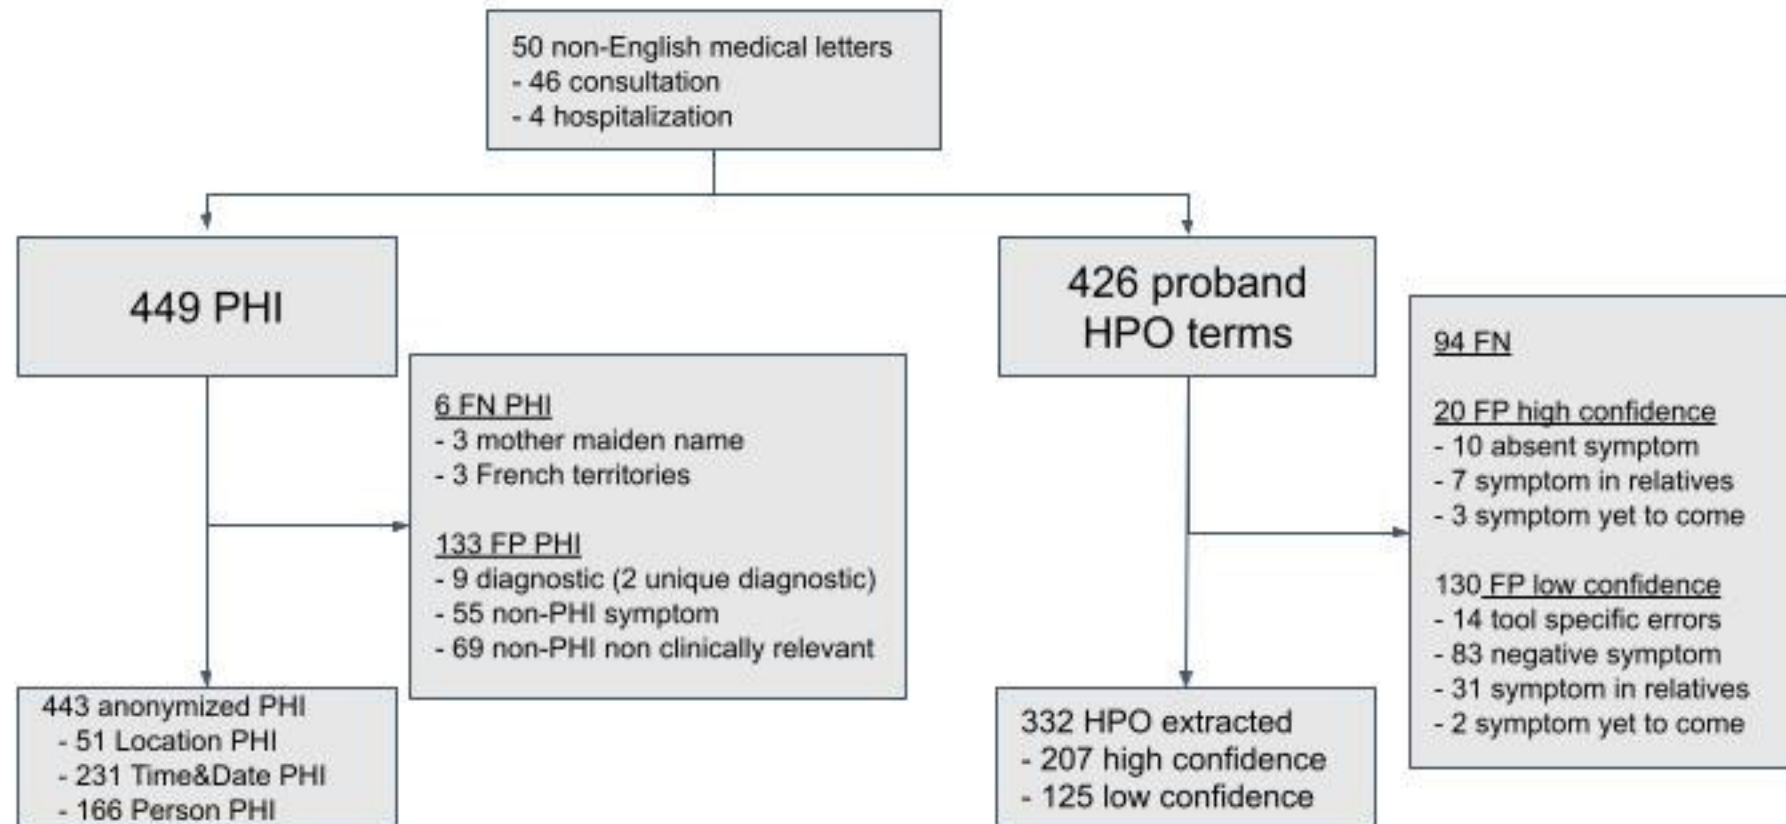 50 non-English medical letters
- 46 consultation
- 4 hospitalization
449 PHI
426 proband
HPO terms
6 FN PHI
- 3 mother maiden name
- 3 French territories
133 FP PHI
- 9 diagnostic (2 unique diagnostic)
- 55 non-PHI symptom
- 69 non-PHI non clinically relevant
94 FN
20 FP high confidence
- 10 absent symptom
- 7 symptom in relatives
- 3 symptom yet to come
130 FP low confidence
- 14 tool specific errors
- 83 negative symptom
- 31 symptom in relatives
- 2 symptom yet to come
443 anonymized PHI
- 51 Location PHI
- 231 Time&Date PHI
- 166 Person PHI
332 HPO extracted
- 207 high confidence
- 125 low confidence